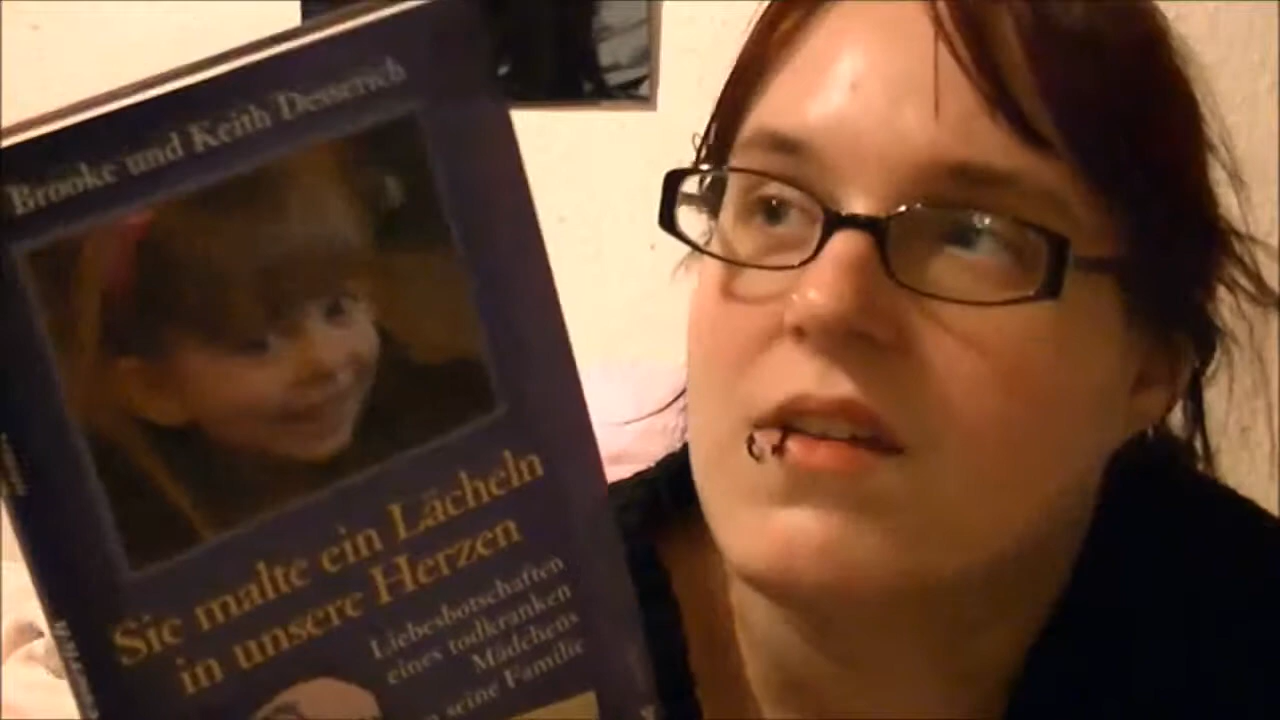 Brooke und Keith Desserich
Sie malte ein Lächeln
in unsere Herzen
Liebesbotschaften
eines todkranken
Mädchens
seine Familie